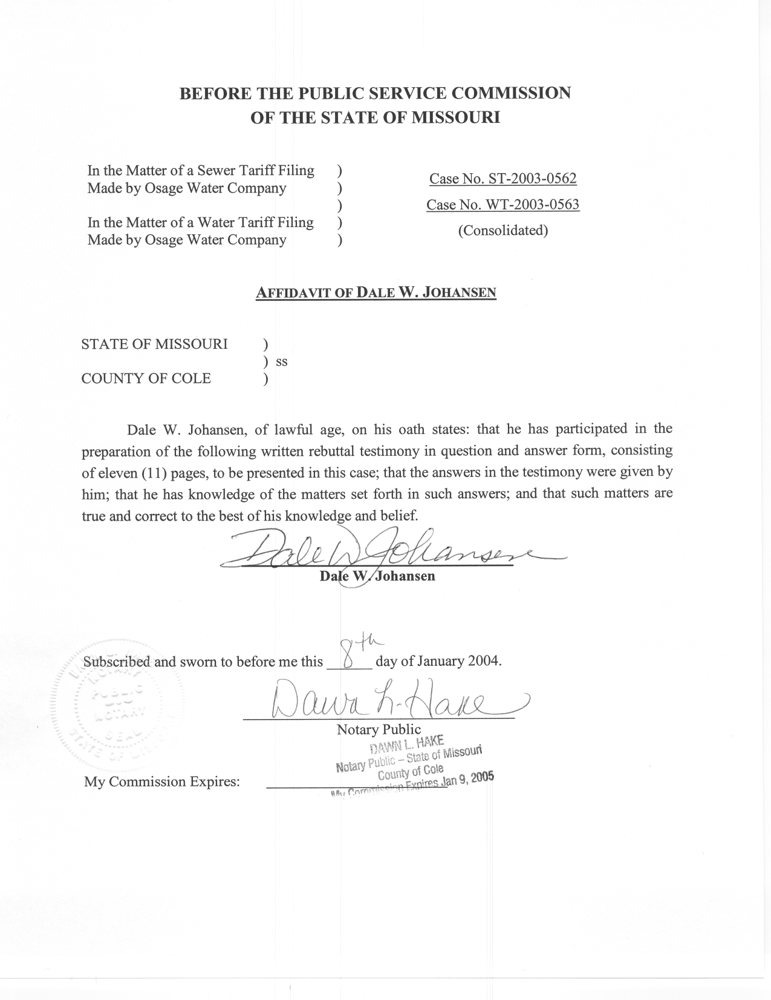 BEFORE THE PUBLIC SERVICE COMMISSION
OF THE STATE OF MISSOURI
In the Matter of a Sewer Tariff Filing )
Made by Osage Water Company )
)
In the Matter of a Water Tariff Filing )
Made by Osage Water Company )
Case No. ST-2003-0562
Case No. WT-2003-0563
(Consolidated)
AFFIDAVIT OF DALE W. JOHANSEN
STATE OF MISSOURI )
) ss
COUNTY OF COLE )
Dale W. Johansen, of lawful age, on his oath states: that he has participated in the
preparation of the following written rebuttal testimony in question and answer form, consisting
of eleven (11) pages, to be presented in this case; that the answers in the testimony were given by
him; that he has knowledge of the matters set forth in such answers; and that such matters are
true and correct to the best of his knowledge and belief.
Dale W Johansen
Dale W. Johansen
Subscribed and sworn to before me this 8th day of January 2004.
Dawn L. Hake
Notary Public
DAWN L. HAKE
Notary Public – State of Missouri
County of Cole
My Commission Expires Jan 9, 2005
My Commission Expires:
NOTARY
PUBLIC
NOTARY
SEAL
STATE OF